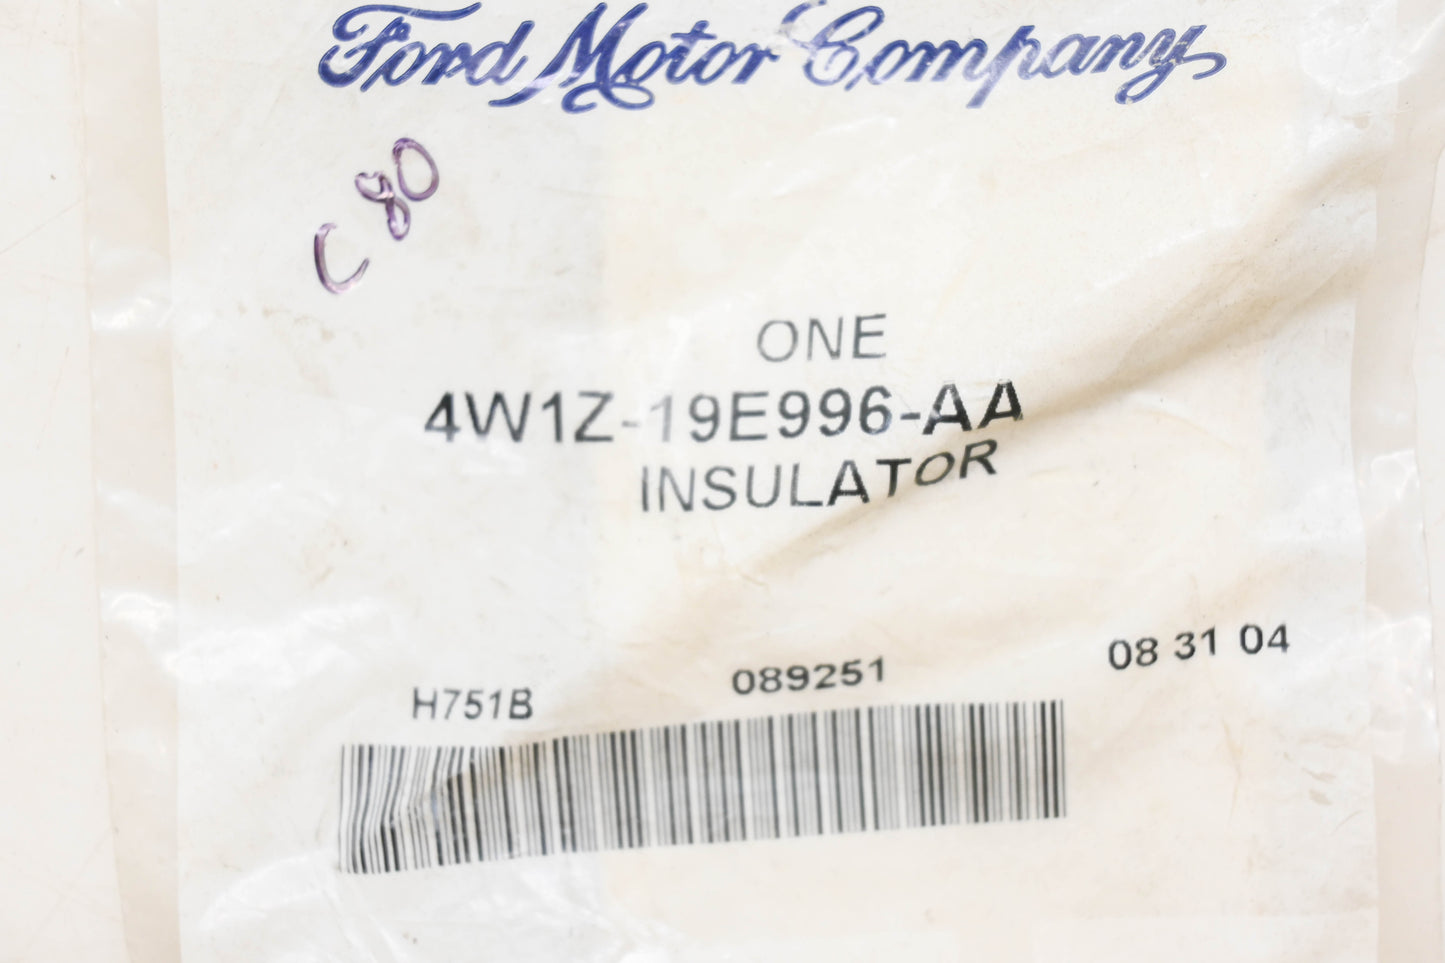 Ford Motor Company
C80
ONE
4W1Z-19E996-AA
INSULATOR
H751B 089251 08 31 04